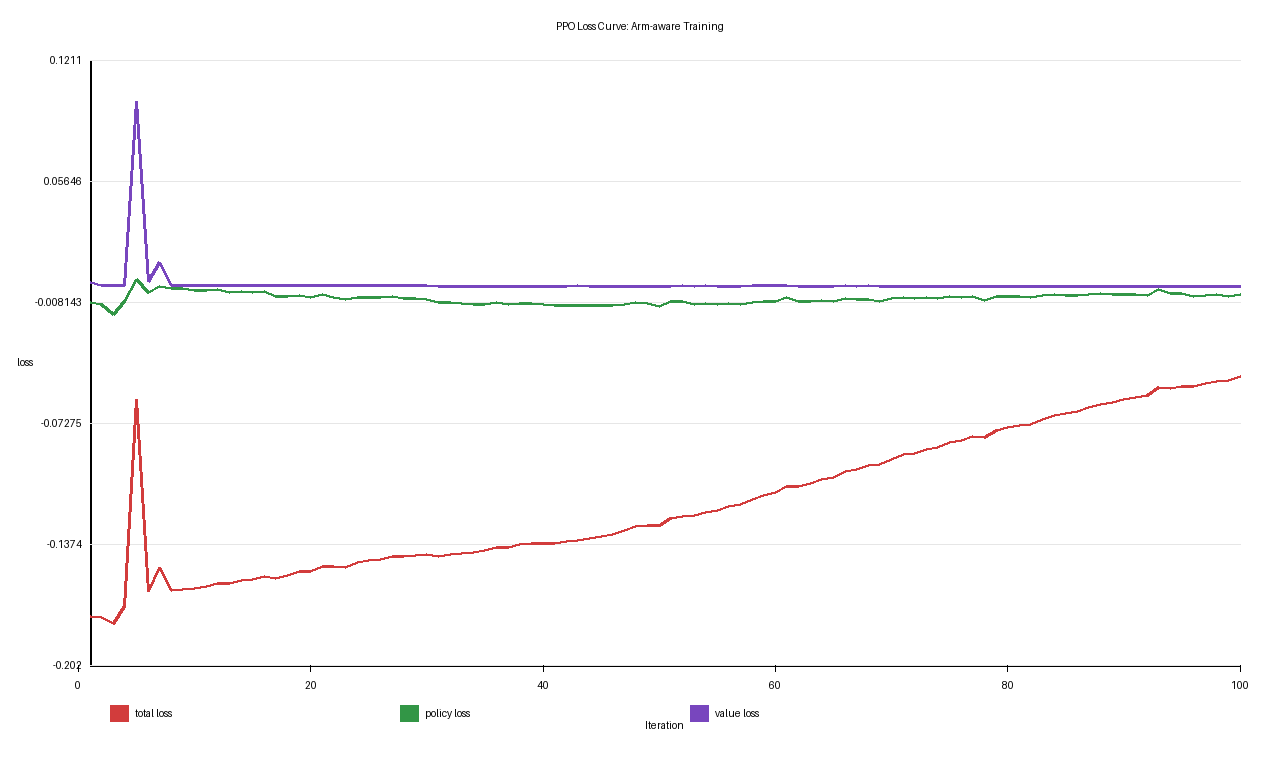 PPO Loss Curve: Arm-aware Training
0.1211
0.05646
-0.008143
loss
-0.07275
-0.1374
-0.202
0 20 40 60 80 100
total loss policy loss value loss
Iteration